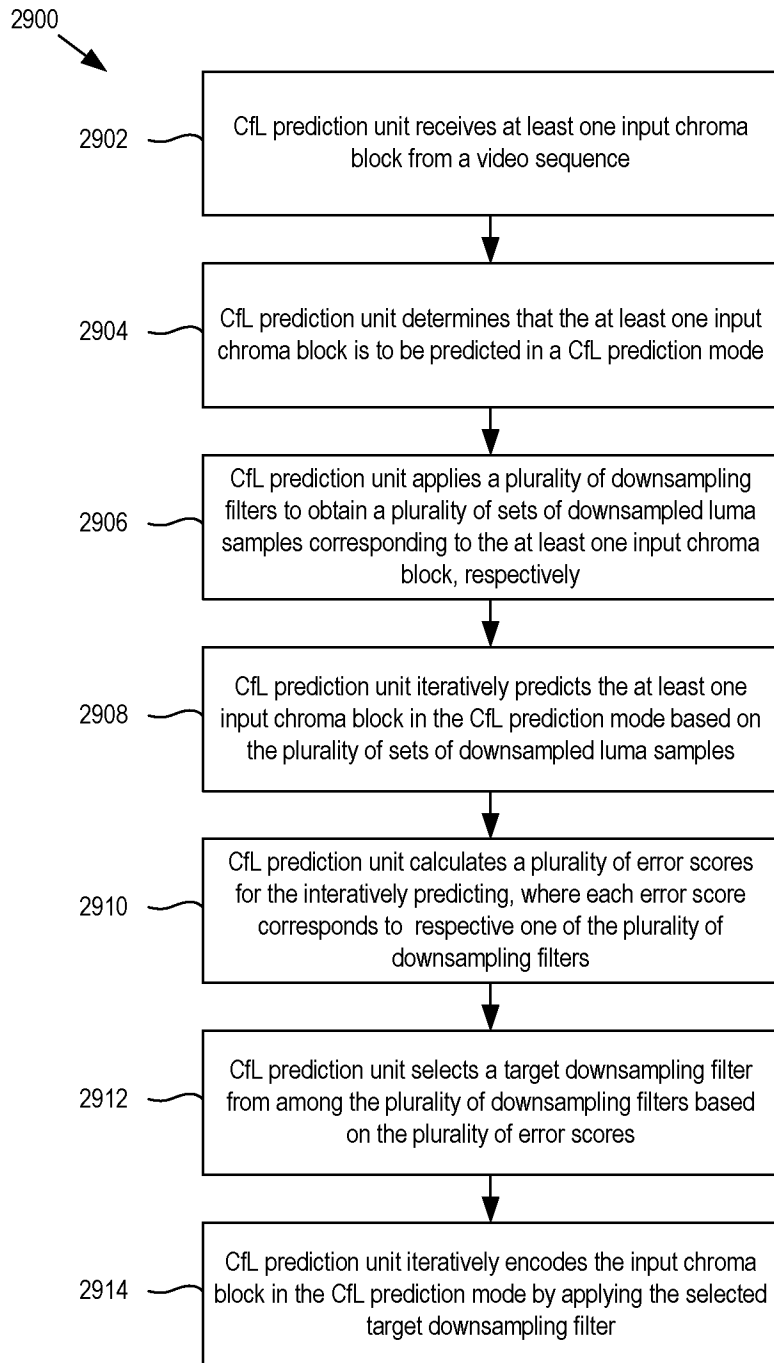 2900
2902
CfL prediction unit receives at least one input chroma
block from a video sequence
2904
CfL prediction unit determines that the at least one input
chroma block is to be predicted in a CfL prediction mode
2906
CfL prediction unit applies a plurality of downsampling
filters to obtain a plurality of sets of downsampled luma
samples corresponding to the at least one input chroma
block, respectively
2908
CfL prediction unit iteratively predicts the at least one
input chroma block in the CfL prediction mode based on
the plurality of sets of downsampled luma samples
2910
CfL prediction unit calculates a plurality of error scores
for the interatively predicting, where each error score
corresponds to respective one of the plurality of
downsampling filters
2912
CfL prediction unit selects a target downsampling filter
from among the plurality of downsampling filters based
on the plurality of error scores
2914
CfL prediction unit iteratively encodes the input chroma
block in the CfL prediction mode by applying the selected
target downsampling filter